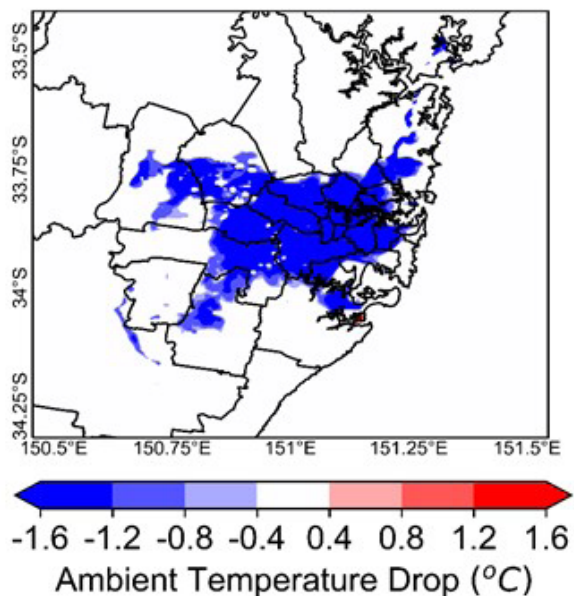 33.5°S
33.75°S
34°S
34.25°S
150.5°E 150.75°E 151°E 151.25°E 151.5°E
-1.6 -1.2 -0.8 -0.4 0.4 0.8 1.2 1.6
Ambient Temperature Drop (°C)